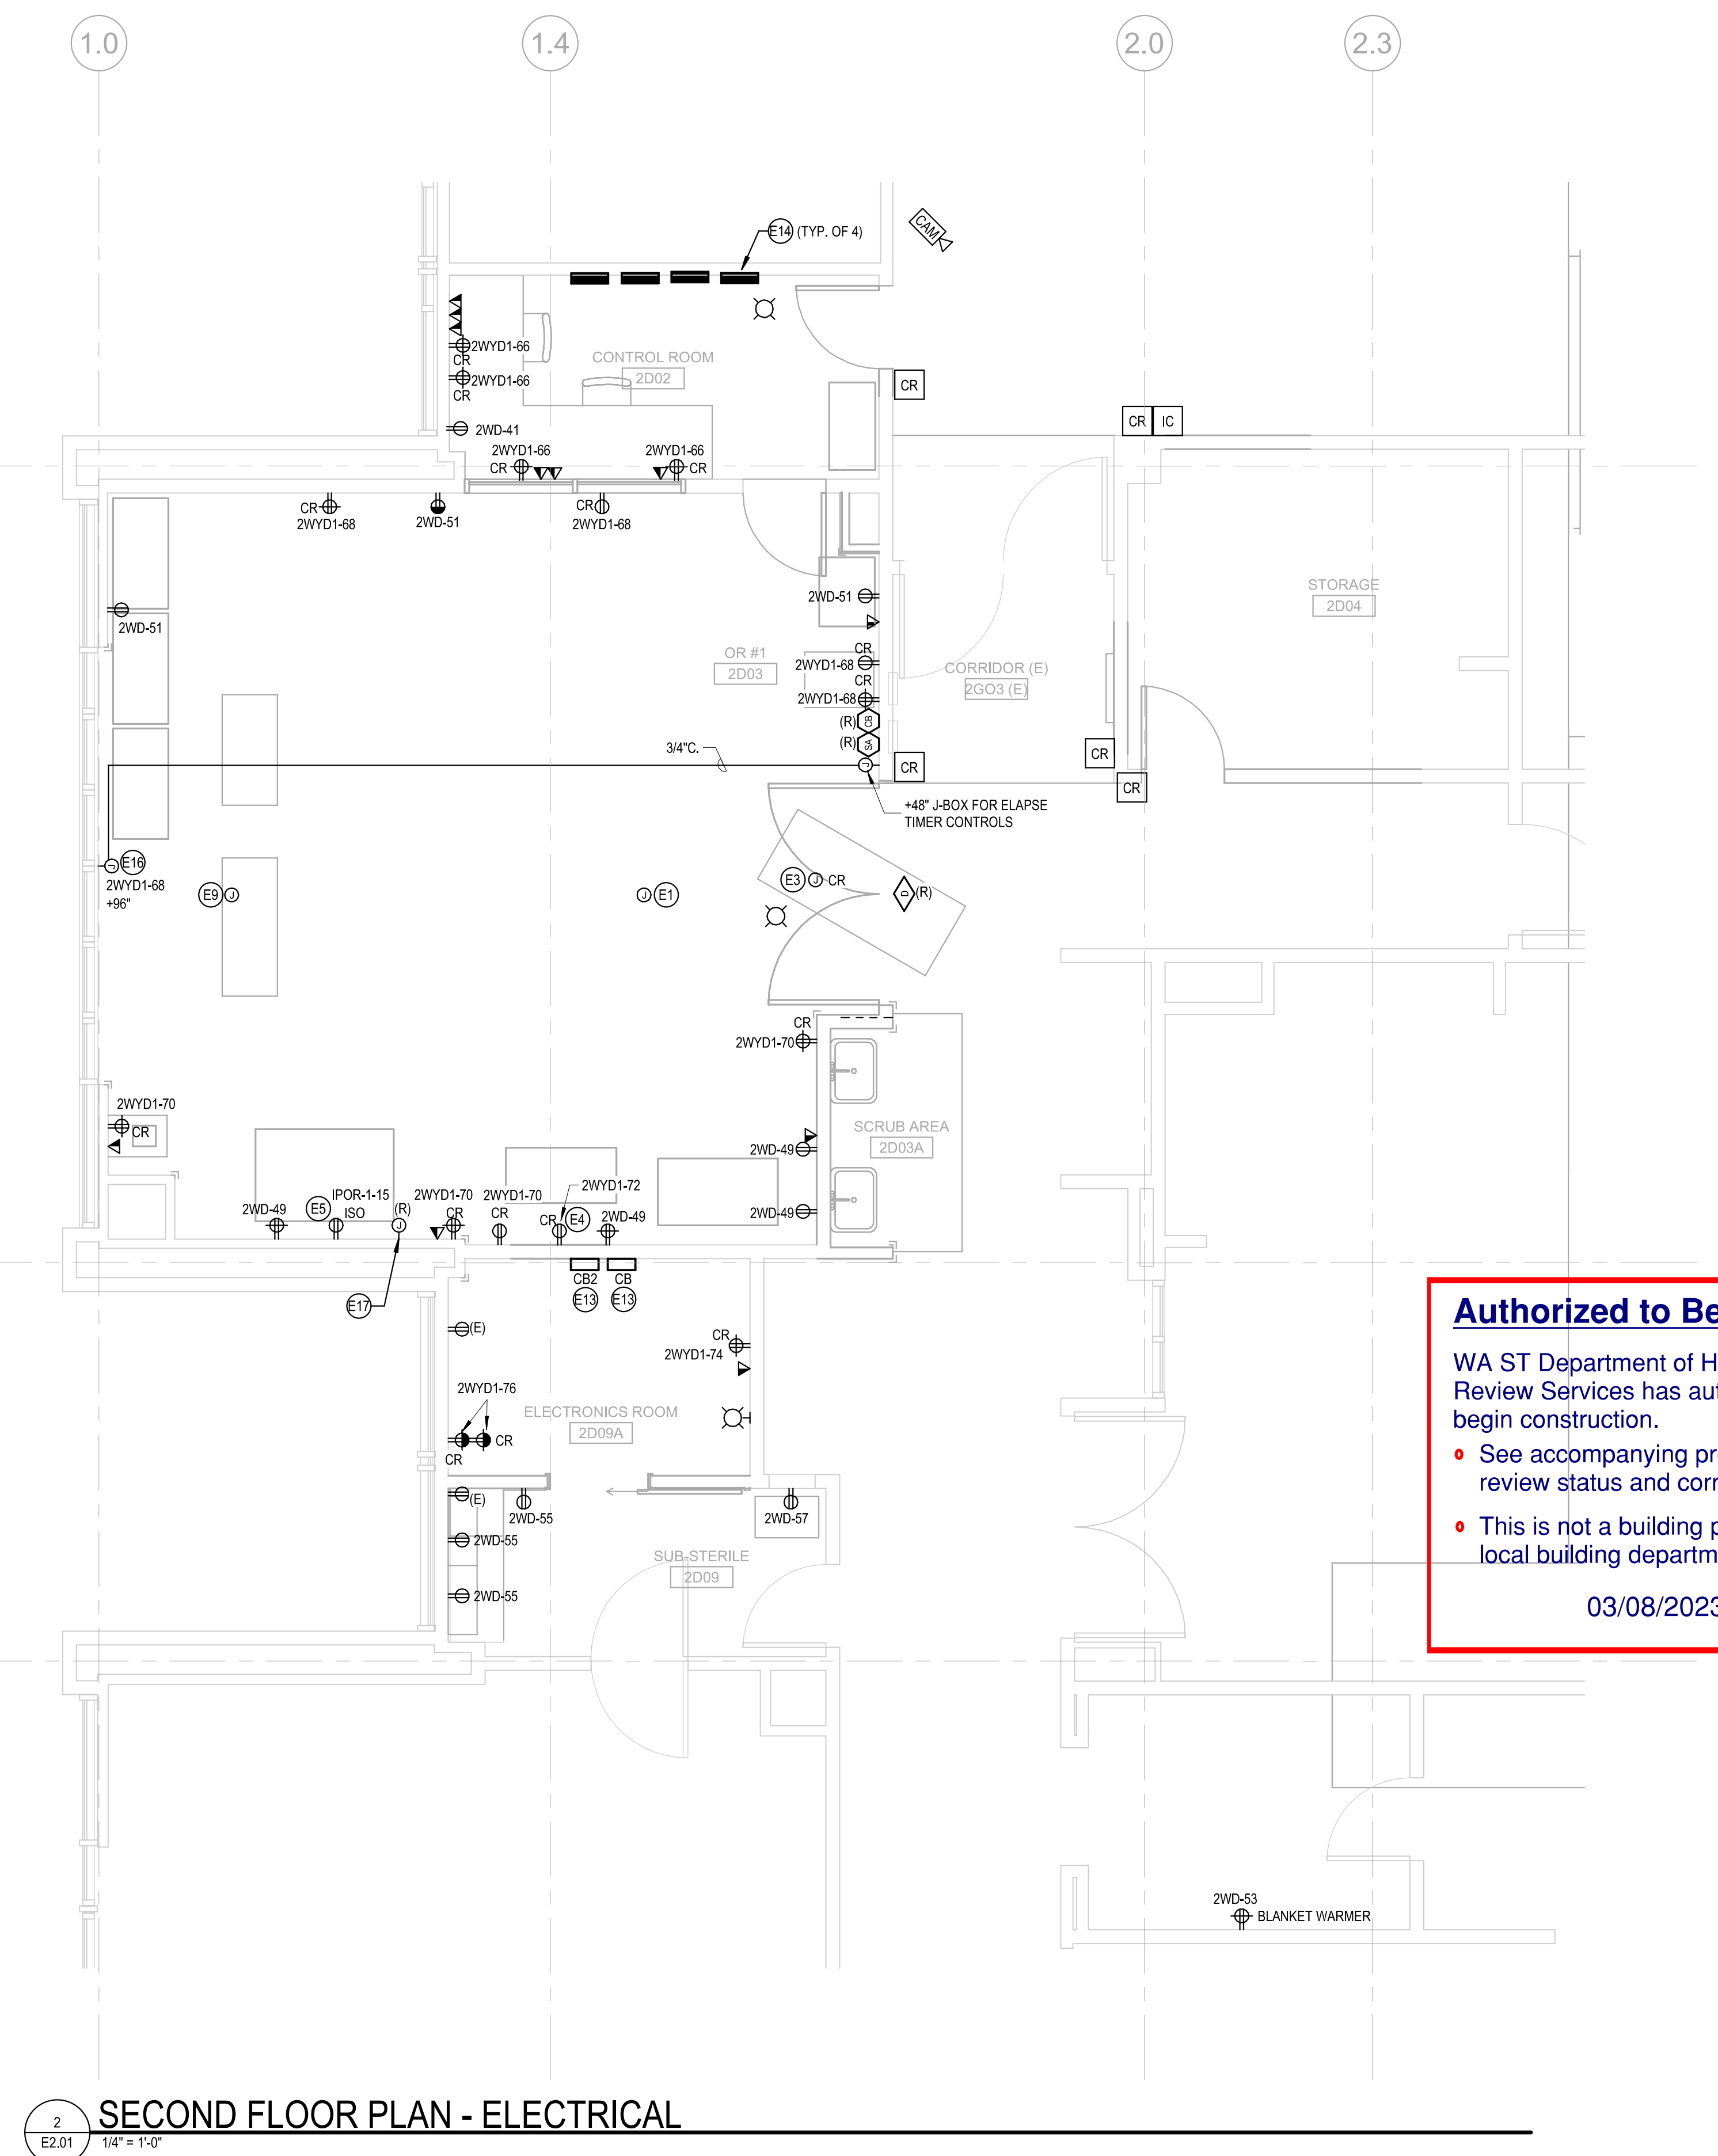 1.0
1.4
2.0
2.3
E14 (TYP. OF 4)
CAM
2WYD1-66
CR
2WYD1-66
CR
CONTROL ROOM
2D02
CR
CR IC
2WD-41
2WYD1-66
CR
2WYD1-66
CR
CR
2WYD1-68
2WD-51
CR
2WYD1-68
2WD-51
2WD-51
STORAGE
2D04
OR #1
2D03
CR
2WYD1-68
CR
2WYD1-68
CORRIDOR (E)
2GO3 (E)
(R) CB
(R) SA
3/4"C.
J
CR
CR
CR
+48" J-BOX FOR ELAPSE
TIMER CONTROLS
J E16
2WYD1-68
+96"
E9 J
J E1
E3 J CR
D (R)
CR
2WYD1-70
2WYD1-70
CR
SCRUB AREA
2D03A
2WD-49
2WD-49
2WD-49
E5
IPOR-1-15
ISO
(R)
J
2WYD1-70
CR
2WYD1-70
CR
2WYD1-72
CR E4
2WD-49
E17
CB2
E13
CB
E13
(E)
CR
2WYD1-74
2WYD1-76
CR
CR
ELECTRONICS ROOM
2D09A
(E)
2WD-55
2WD-57
2WD-55
SUB-STERILE
2D09
2WD-55
Authorized to Be
WA ST Department of H
Review Services has aut
begin construction.
See accompanying pr
review status and corr
This is not a building p
local building departm
03/08/2023
2WD-53
BLANKET WARMER
2
E2.01
SECOND FLOOR PLAN - ELECTRICAL
1/4" = 1'-0"